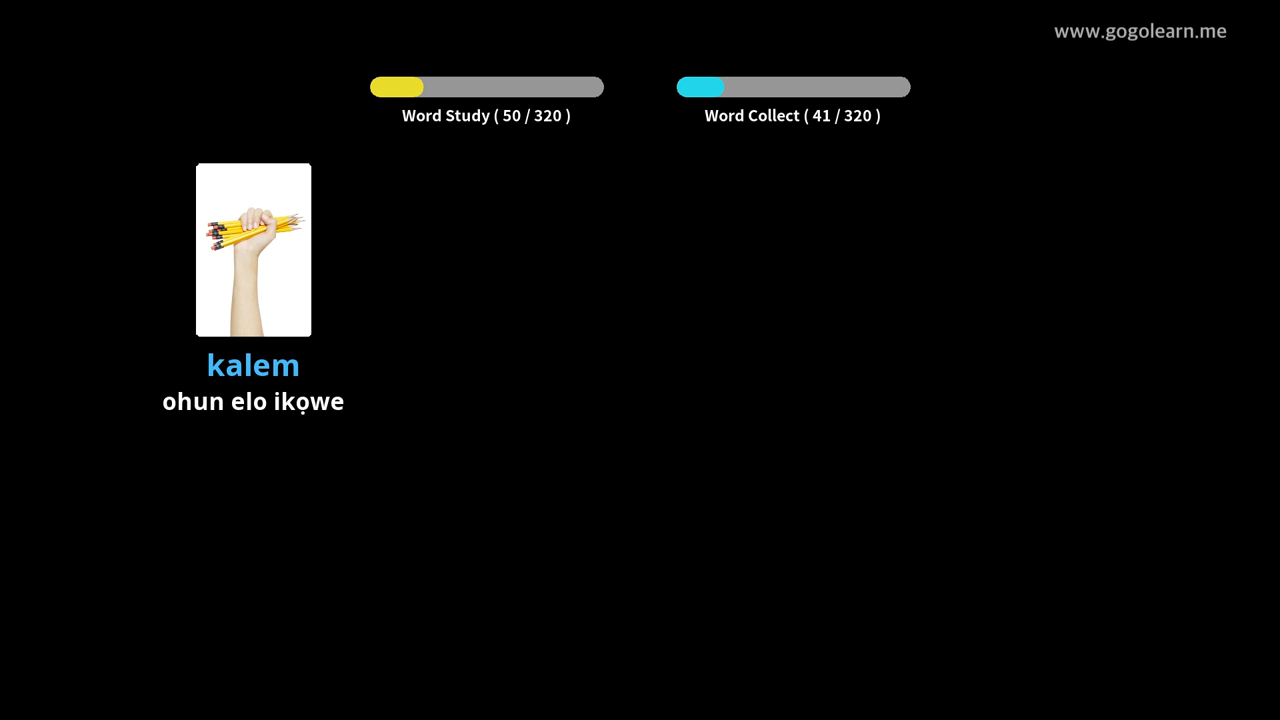 www.gogolearn.me
Word Study ( 50 / 320 )
Word Collect ( 41 / 320 )
kalem
ohun elo ikọwe